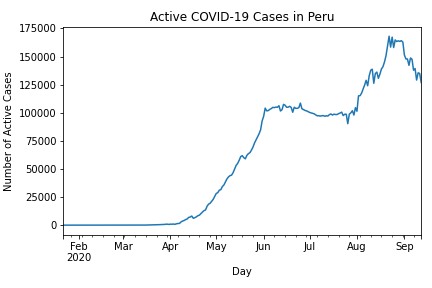 Active COVID-19 Cases in Peru
175000
150000
125000
100000
75000
50000
25000
0
Number of Active Cases
Feb Mar Apr May Jun Jul Aug Sep
2020
Day